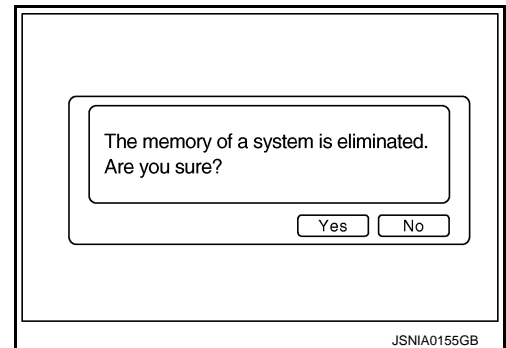 The memory of a system is eliminated.
Are you sure?
Yes No
JSNIA0155GB